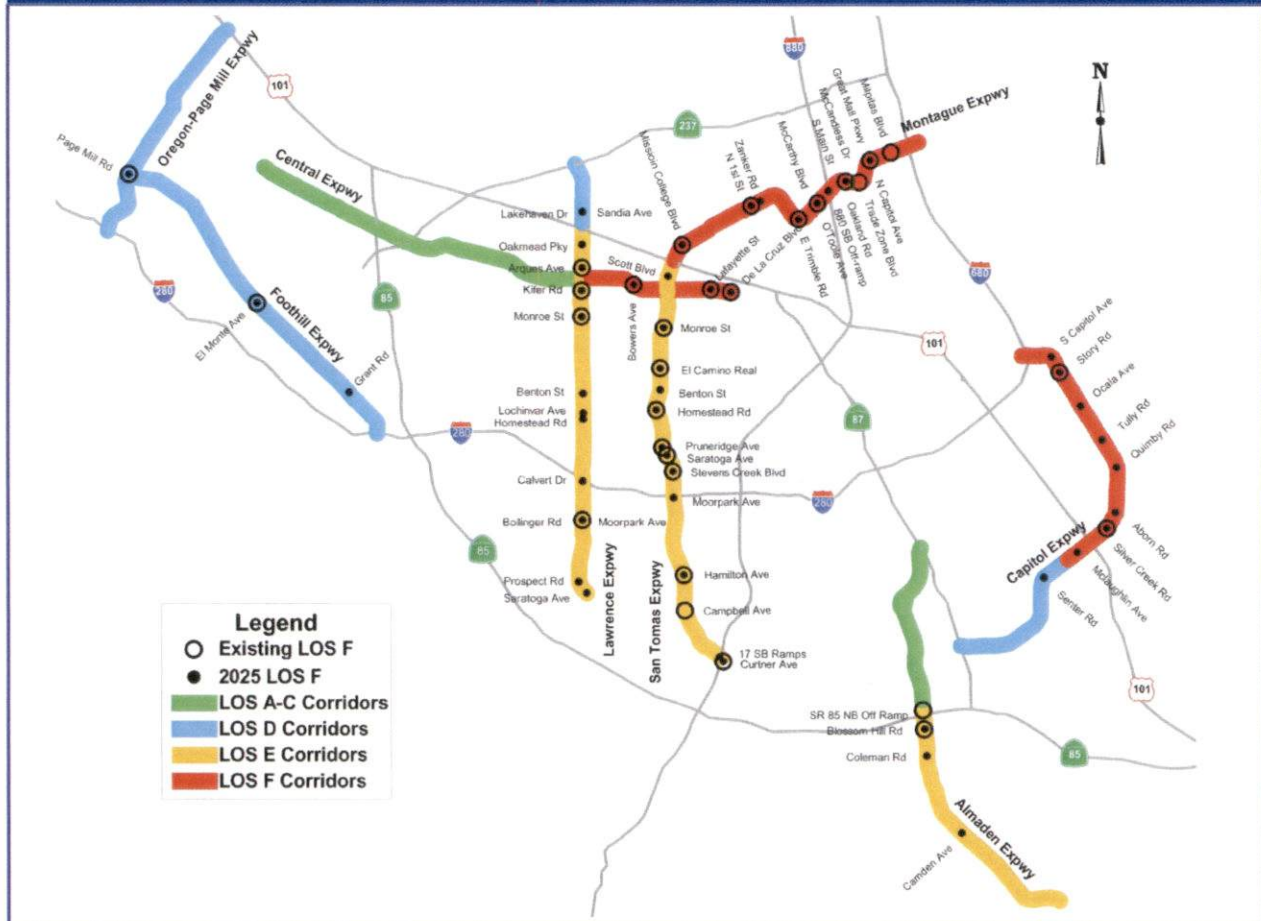 Oregon-Page Mill Expwy
101
880
N
Page Mill Rd
Central Expwy
237
Missioin College Blvd
Zanker Rd
N 1st St
McCarthy Blvd
S Main St
McCandless Dr
Great Mall Pkwy
Milpitas Blvd
Montague Expwy
N Capitol Ave
Trade Zone Blvd
Oakland Rd
880 SB Off-ramp
O'Toole Ave
E Trimble Rd
De La Cruz Blvd
Lafayette St
Scott Blvd
Bowers Ave
Lakehaven Dr
Sandia Ave
Oakmead Pky
Arques Ave
Kifer Rd
Monroe St
280
85
El Monte Ave
Foothill Expwy
Grant Rd
280
680
101
Monroe St
El Camino Real
Benton St
Homestead Rd
Pruneridge Ave
Saratoga Ave
Stevens Creek Blvd
Moorpark Ave
Benton St
Lochinvar Ave
Homestead Rd
Calvert Dr
Bollinger Rd
Moorpark Ave
Prospect Rd
Saratoga Ave
Lawrence Expwy
San Tomas Expwy
Hamilton Ave
Campbell Ave
17 SB Ramps
Curtner Ave
87
280
85
S Capitol Ave
Story Rd
Ocala Ave
Tully Rd
Quimby Rd
Aborn Rd
Silver Creek Rd
Mclaughlin Ave
Senter Rd
Capitol Expwy
101
SR 85 NB Off Ramp
Blossom Hill Rd
Coleman Rd
85
Camden Ave
Almaden Expwy
Legend
Existing LOS F
2025 LOS F
LOS A-C Corridors
LOS D Corridors
LOS E Corridors
LOS F Corridors